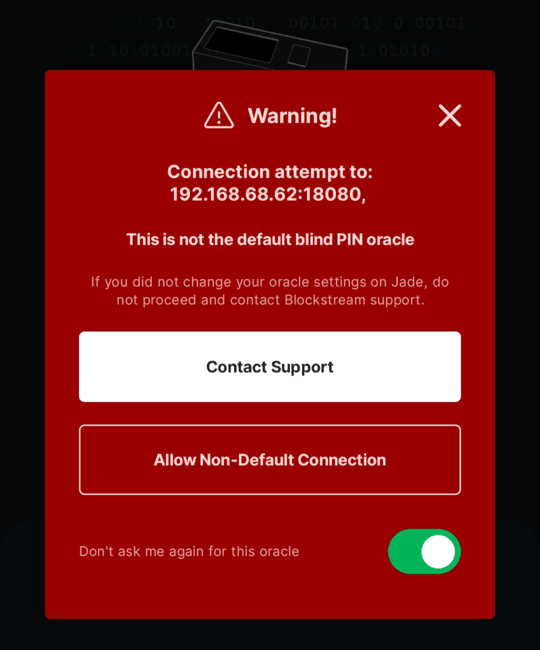 Warning!
Connection attempt to:
192.168.68.62:18080,
This is not the default blind PIN oracle
If you did not change your oracle settings on Jade, do
not proceed and contact Blockstream support.
Contact Support
Allow Non-Default Connection
Don't ask me again for this oracle